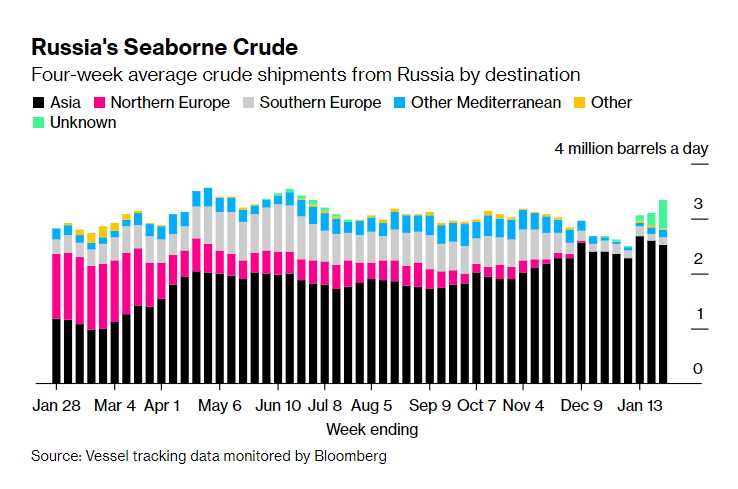 Russia's Seaborne Crude
Four-week average crude shipments from Russia by destination
Asia Northern Europe Southern Europe Other Mediterranean Other
Unknown
4 million barrels a day
3
2
1
0
Jan 28 Mar 4 Apr 1 May 6 Jun 10 Jul 8 Aug 5 Sep 9 Oct 7 Nov 4 Dec 9 Jan 13
Week ending
Source: Vessel tracking data monitored by Bloomberg